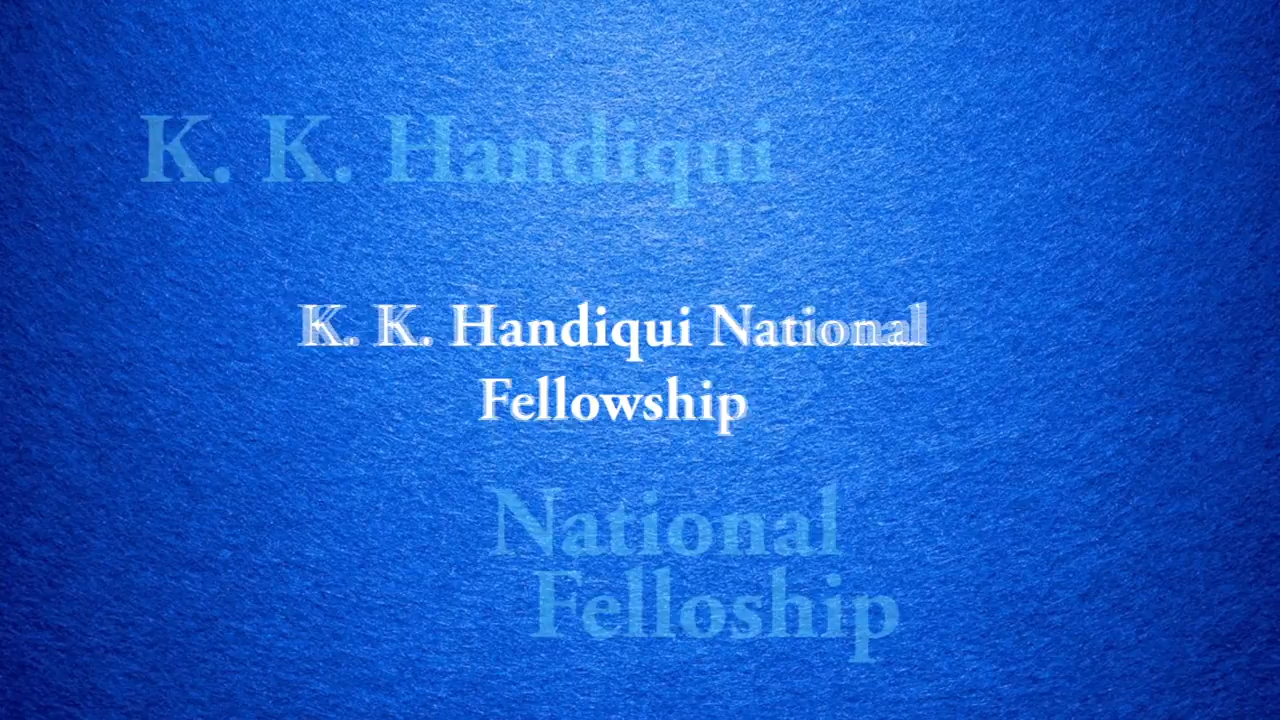 K. K. Handiqui
K. K. Handiqui National
Fellowship
National
Felloship